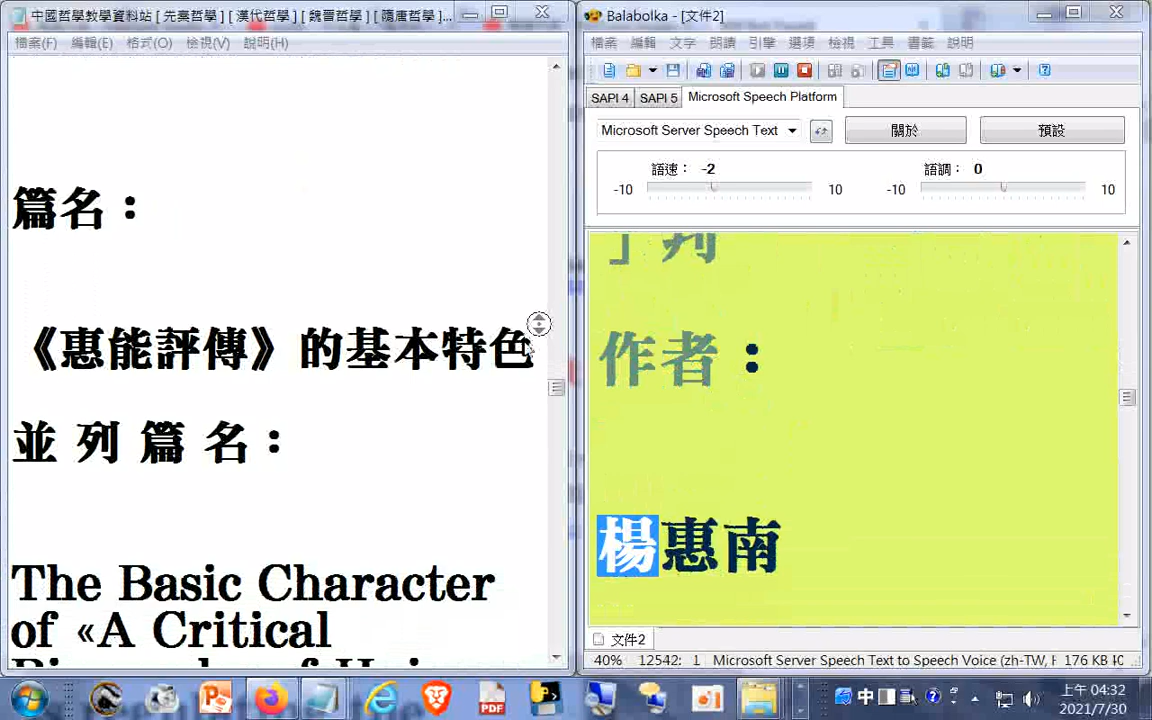 中國哲學教學資料站 [ 先秦哲學 ] [ 漢代哲學 ] [ 魏晉哲學 ] [ 隋唐哲學 ]...
檔案(F) 編輯(E) 格式(O) 檢視(V) 說明(H)
篇名：
《惠能評傳》的基本特色
並 列 篇 名：
The Basic Character
of «A Critical
Balabolka - [文件2]
檔案 編輯 文字 朗讀 引擎 選項 檢視 工具 書籤 說明
SAPI 4 SAPI 5 Microsoft Speech Platform
Microsoft Server Speech Text 關於 預設
語速： -2 語調： 0
-10 10 -10 10
作者：
楊惠南
文件2
40% 12542: 1 Microsoft Server Speech Text to Speech Voice (zh-TW, 176 KB
中
上午 04:32
2021/7/30